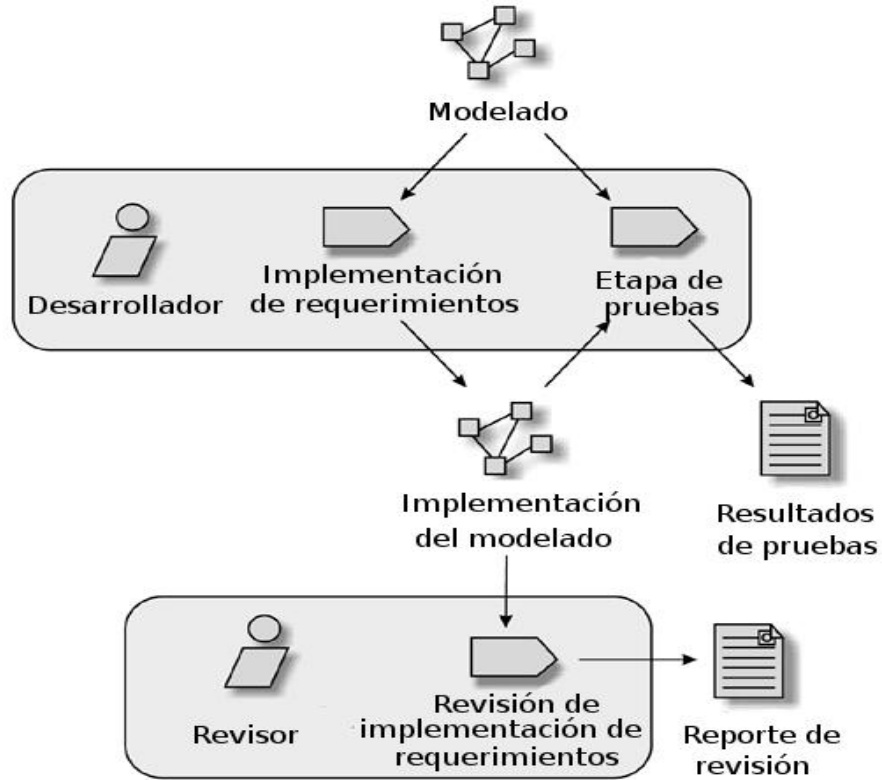 Modelado
Desarrollador
Implementación
de requerimientos
Etapa de
pruebas
Implementación
del modelado
Resultados
de pruebas
Revisor
Revisión de
implementación de
requerimientos
Reporte de
revisión